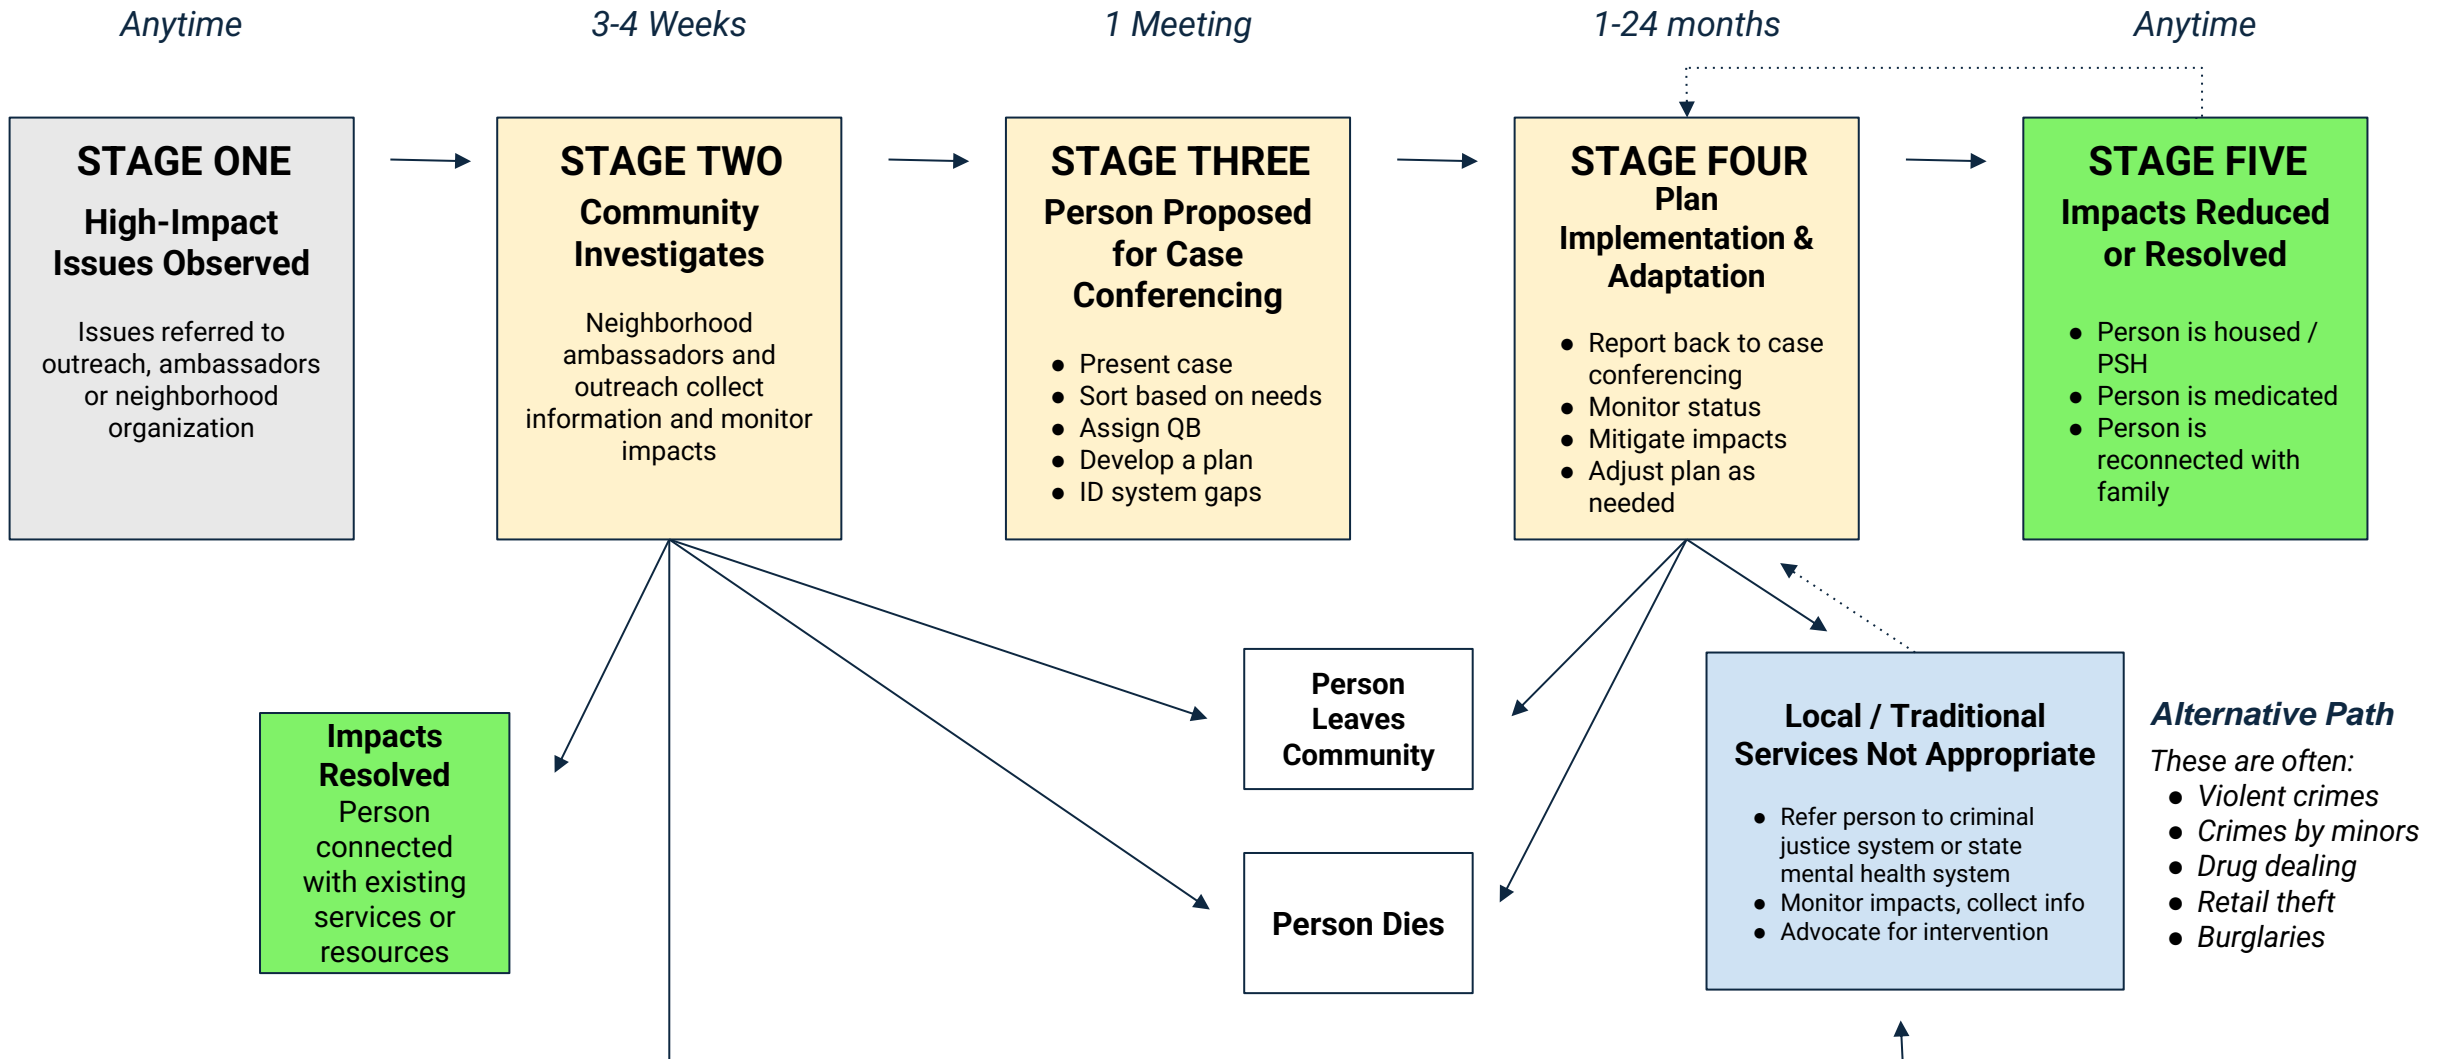 Anytime
3-4 Weeks
1 Meeting
1-24 months
Anytime
STAGE ONE
High-Impact
Issues Observed
Issues referred to
outreach, ambassadors
or neighborhood
organization
STAGE TWO
Community
Investigates
Neighborhood
ambassadors and
outreach collect
information and monitor
impacts
STAGE THREE
Person Proposed
for Case
Conferencing
● Present case
● Sort based on needs
● Assign QB
● Develop a plan
● ID system gaps
STAGE FOUR
Plan
Implementation &
Adaptation
● Report back to case
conferencing
● Monitor status
● Mitigate impacts
● Adjust plan as
needed
STAGE FIVE
Impacts Reduced
or Resolved
● Person is housed /
PSH
● Person is medicated
● Person is
reconnected with
family
Impacts
Resolved
Person
connected
with existing
services or
resources
Person
Leaves
Community
Person Dies
Local / Traditional
Services Not Appropriate
● Refer person to criminal
justice system or state
mental health system
● Monitor impacts, collect info
● Advocate for intervention
Alternative Path
These are often:
● Violent crimes
● Crimes by minors
● Drug dealing
● Retail theft
● Burglaries